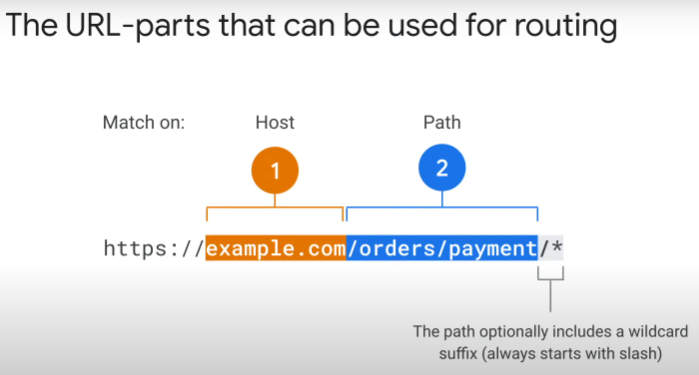 The URL-parts that can be used for routing
Match on: Host Path
1 2
https://example.com/orders/payment/*
The path optionally includes a wildcard
suffix (always starts with slash)